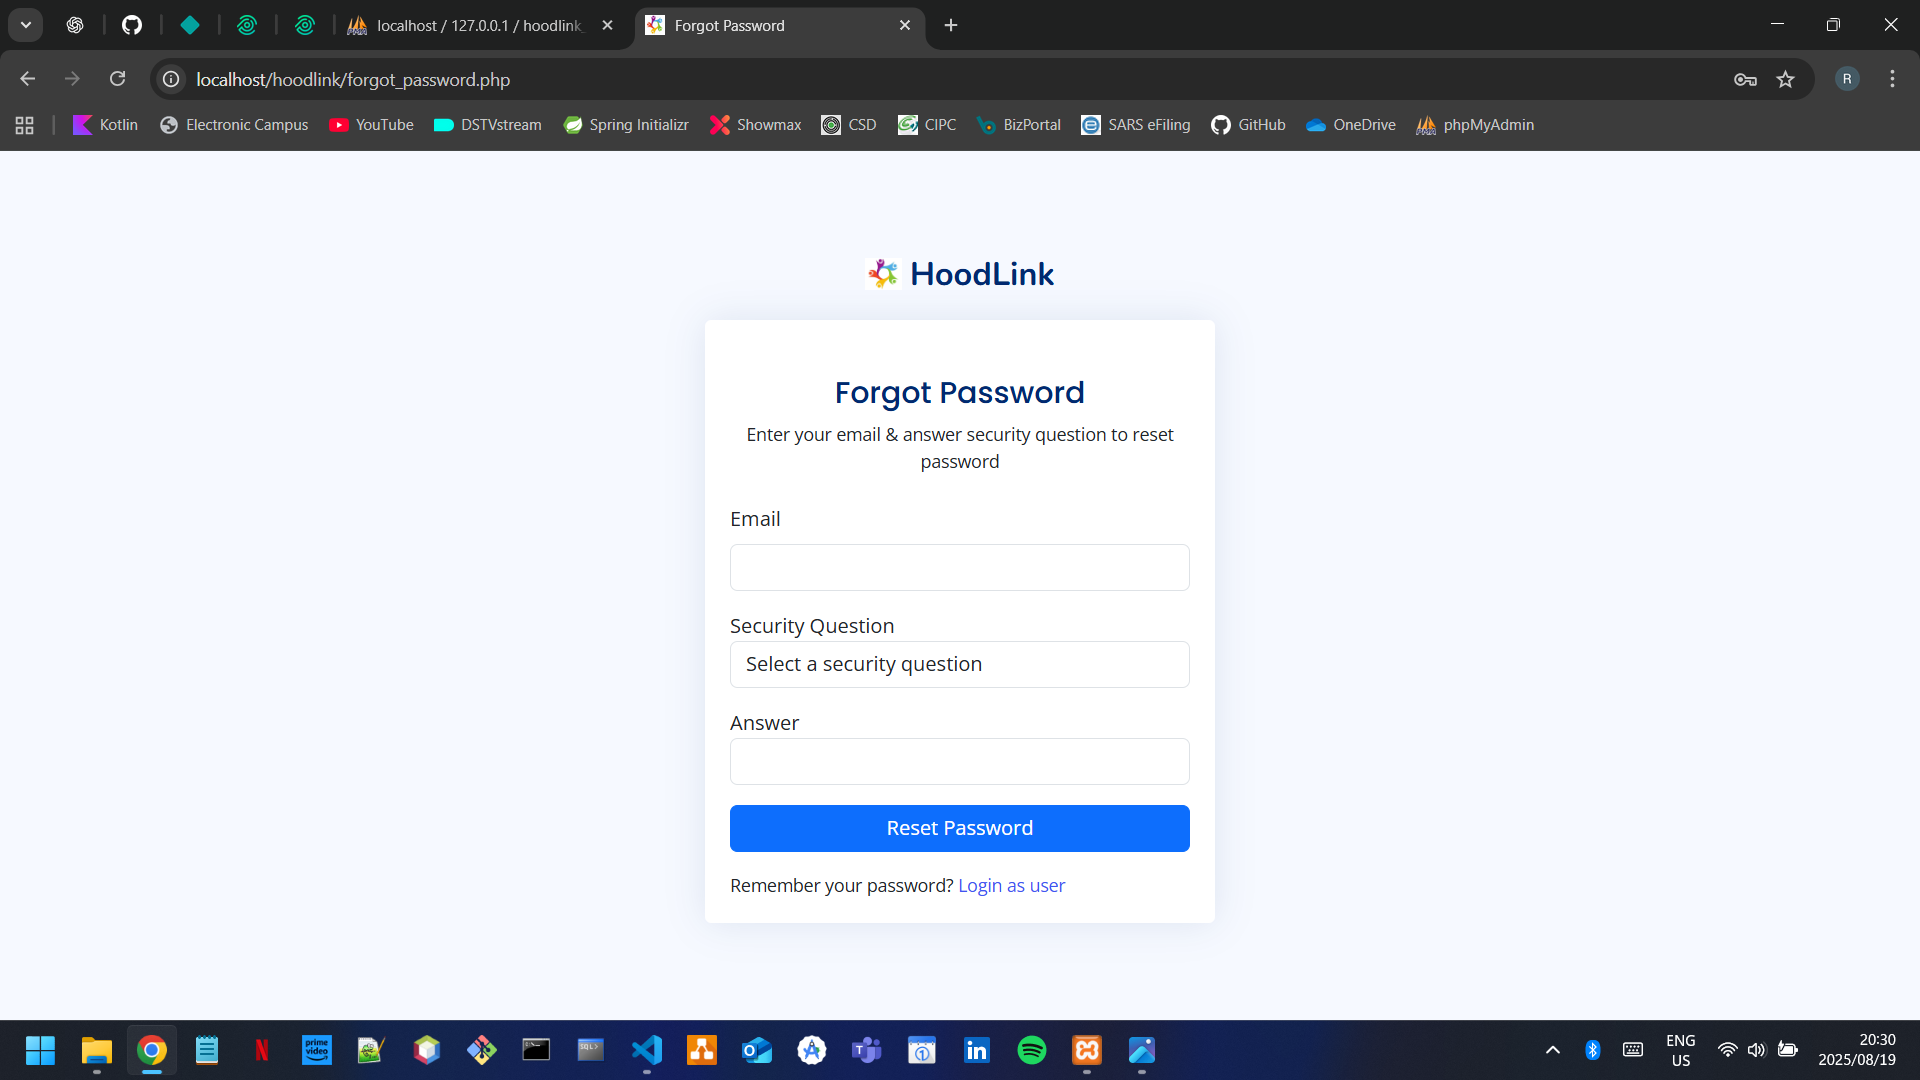 localhost / 127.0.0.1 / hoodlink_
Forgot Password
localhost/hoodlink/forgot_password.php
R
Kotlin
Electronic Campus
YouTube
DSTVstream
Spring Initializr
Showmax
CSD
CIPC
BizPortal
SARS eFiling
GitHub
OneDrive
phpMyAdmin
HoodLink
Forgot Password
Enter your email & answer security question to reset
password
Email
Security Question
Select a security question
Answer
Reset Password
Remember your password? Login as user
prime
video
ENG
US
20:30
2025/08/19